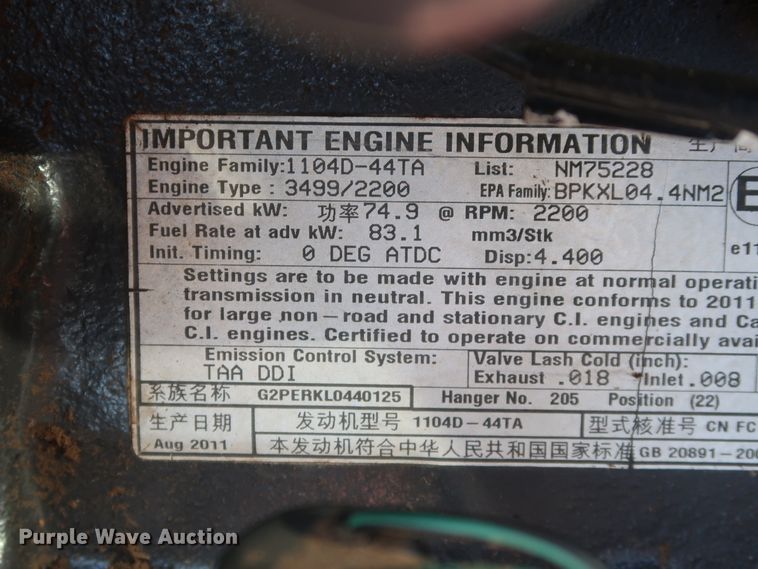 IMPORTANT ENGINE INFORMATION 生产商
Engine Family:1104D-44TA List: NM75228
Engine Type : 3499/2200 EPA Family:BPKXL04.4NM2
Advertised kW: 功率74.9 @ RPM: 2200
Fuel Rate at adv kW: 83.1 mm3/Stk
Init. Timing: 0 DEG ATDC Disp:4.400
E
e11
Settings are to be made with engine at normal operati
transmission in neutral. This engine conforms to 2011
for large non-road and stationary C.I. engines and Ca
C.I. engines. Certified to operate on commercially avai
Emission Control System: Valve Lash Cold (inch):
TAA DDI Exhaust .018 Inlet .008
系族名称 G2PERKL0440125 Hanger No. 205 Position (22)
生产日期 发动机型号 1104D-44TA 型式核准号 CN FC
Aug 2011 本发动机符合中华人民共和国国家标准 GB 20891-200
Purple Wave Auction